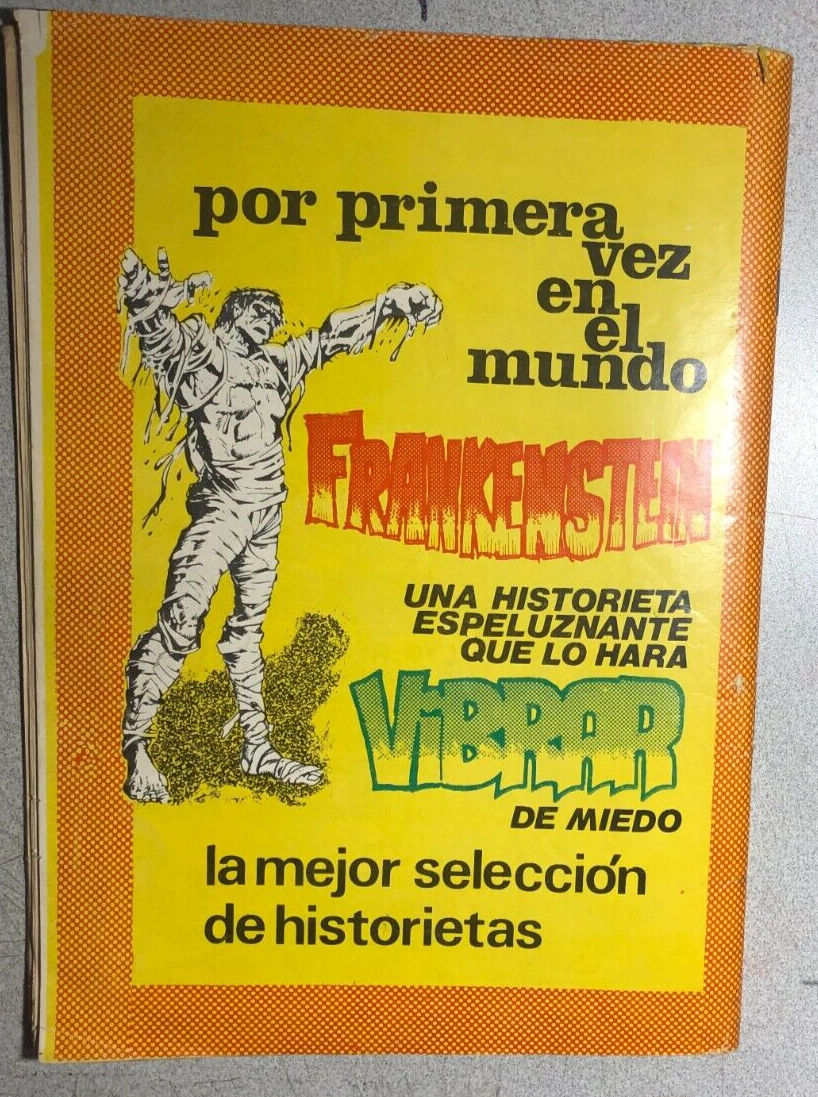 por primera
vez
en
el
mundo
FRANKENSTEIN
UNA HISTORIETA
ESPELUZNANTE
QUE LO HARA
ViBRAR
DE MIEDO
la mejor selección
de historietas